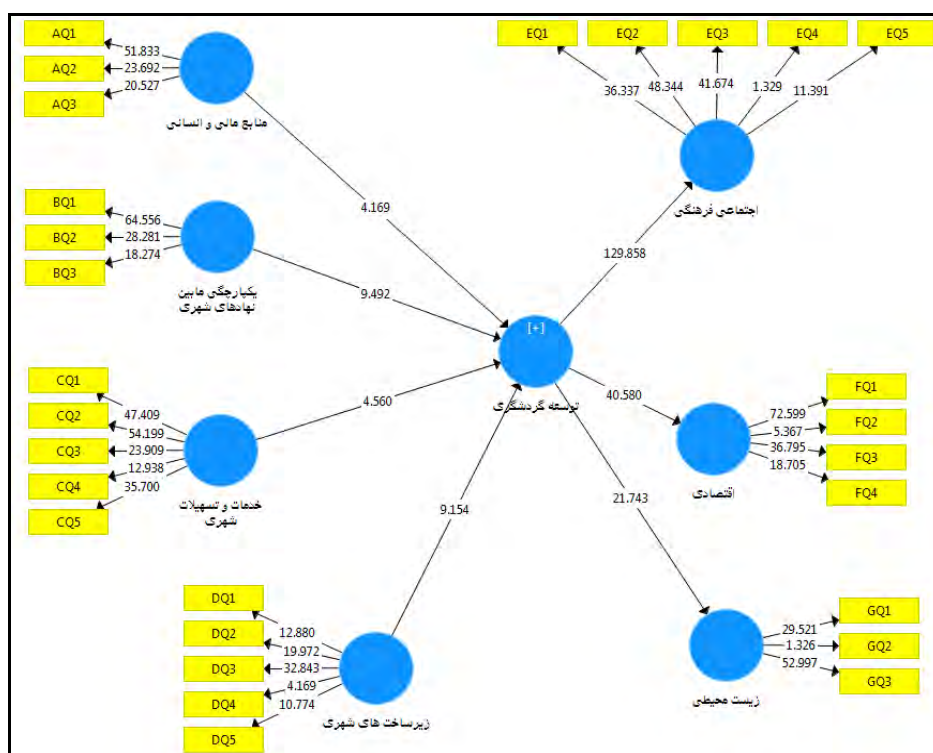 AQ1
AQ2
AQ3
51.833
23.692
20.527
منابع مالی و انسانی
BQ1
BQ2
BQ3
64.556
28.281
18.274
یکپارچگی مابین
نهادهای شهری
CQ1
CQ2
CQ3
CQ4
CQ5
47.409
54.199
23.909
12.938
35.700
خدمات و تسهیلات
شهری
DQ1
DQ2
DQ3
DQ4
DQ5
12.880
19.972
32.843
4.169
10.774
زیرساخت های شهری
4.169
9.492
4.560
9.154
[+]
توسعه گردشگری
129.858
40.580
21.743
EQ1
EQ2
EQ3
EQ4
EQ5
36.337
48.344
41.674
1.329
11.391
اجتماعی فرهنگی
FQ1
FQ2
FQ3
FQ4
72.599
5.367
36.795
18.705
اقتصادی
GQ1
GQ2
GQ3
29.521
1.326
52.997
زیست محیطی